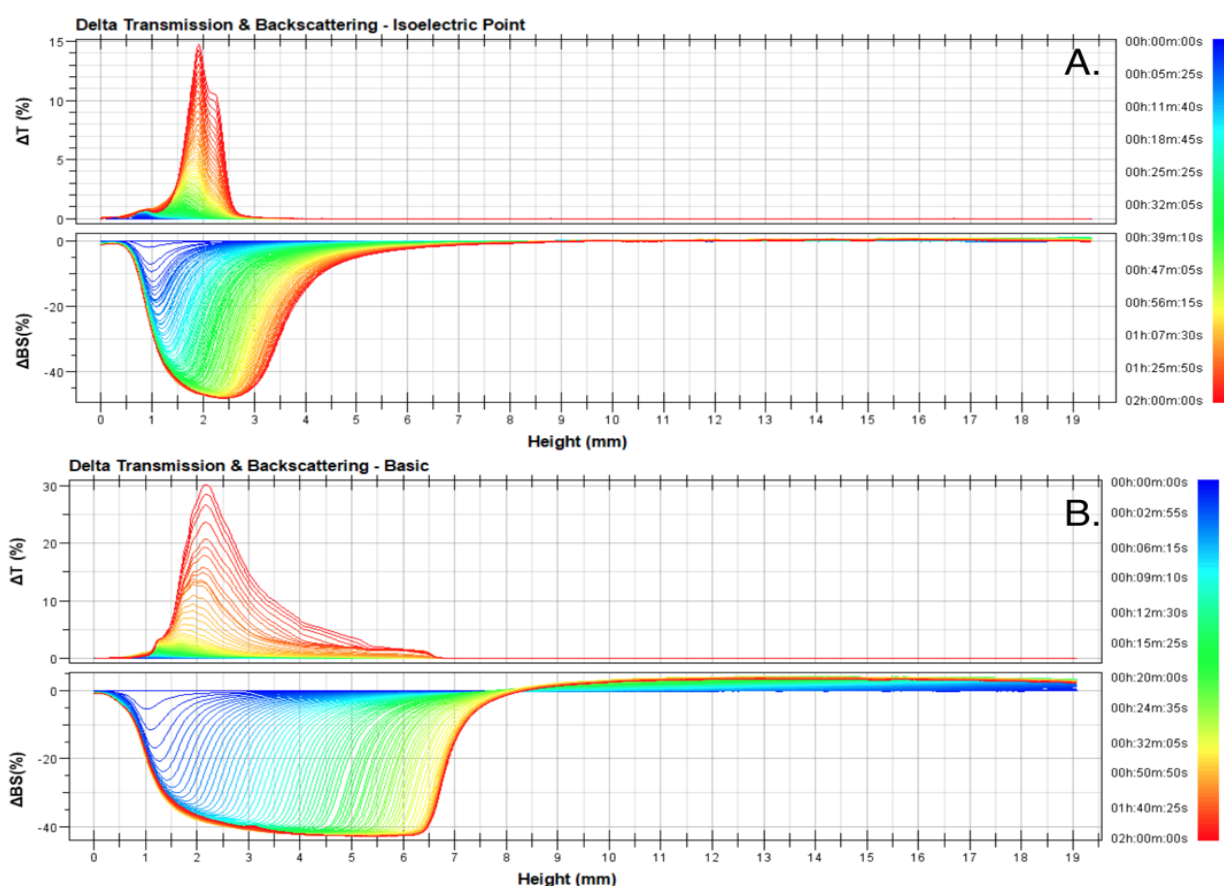 Delta Transmission & Backscattering - Isoelectric Point
A.
15
10
5
0
ΔT (%)
0
-20
-40
ΔBS(%)
0 1 2 3 4 5 6 7 8 9 10 11 12 13 14 15 16 17 18 19
Height (mm)
00h:00m:00s
00h:05m:25s
00h:11m:40s
00h:18m:45s
00h:25m:25s
00h:32m:05s
00h:39m:10s
00h:47m:05s
00h:56m:15s
01h:07m:30s
01h:25m:50s
02h:00m:00s
Delta Transmission & Backscattering - Basic
B.
30
20
10
0
ΔT (%)
0
-20
-40
ΔBS(%)
0 1 2 3 4 5 6 7 8 9 10 11 12 13 14 15 16 17 18 19
Height (mm)
00h:00m:00s
00h:02m:55s
00h:06m:15s
00h:09m:10s
00h:12m:30s
00h:15m:25s
00h:20m:00s
00h:24m:35s
00h:32m:05s
00h:50m:50s
01h:40m:25s
02h:00m:00s